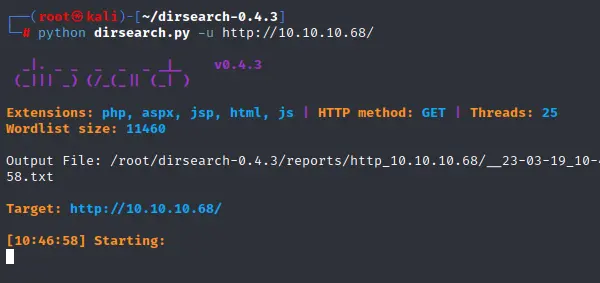 ┌──(root㉿kali)-[~/dirsearch-0.4.3]
└─# python dirsearch.py -u http://10.10.10.68/
  _|. _ _  _  _  _ _|_    v0.4.3
 (_||| _) (/_(_|| (_| )
Extensions: php, aspx, jsp, html, js | HTTP method: GET | Threads: 25
Wordlist size: 11460
Output File: /root/dirsearch-0.4.3/reports/http_10.10.10.68/__23-03-19_10-4
58.txt
Target: http://10.10.10.68/
[10:46:58] Starting: